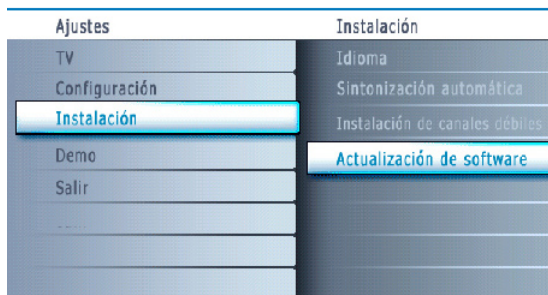 Ajustes
TV
Configuración
Instalación
Demo
Salir
Instalación
Idioma
Sintonización automática
Instalación de canales débiles
Actualización de software